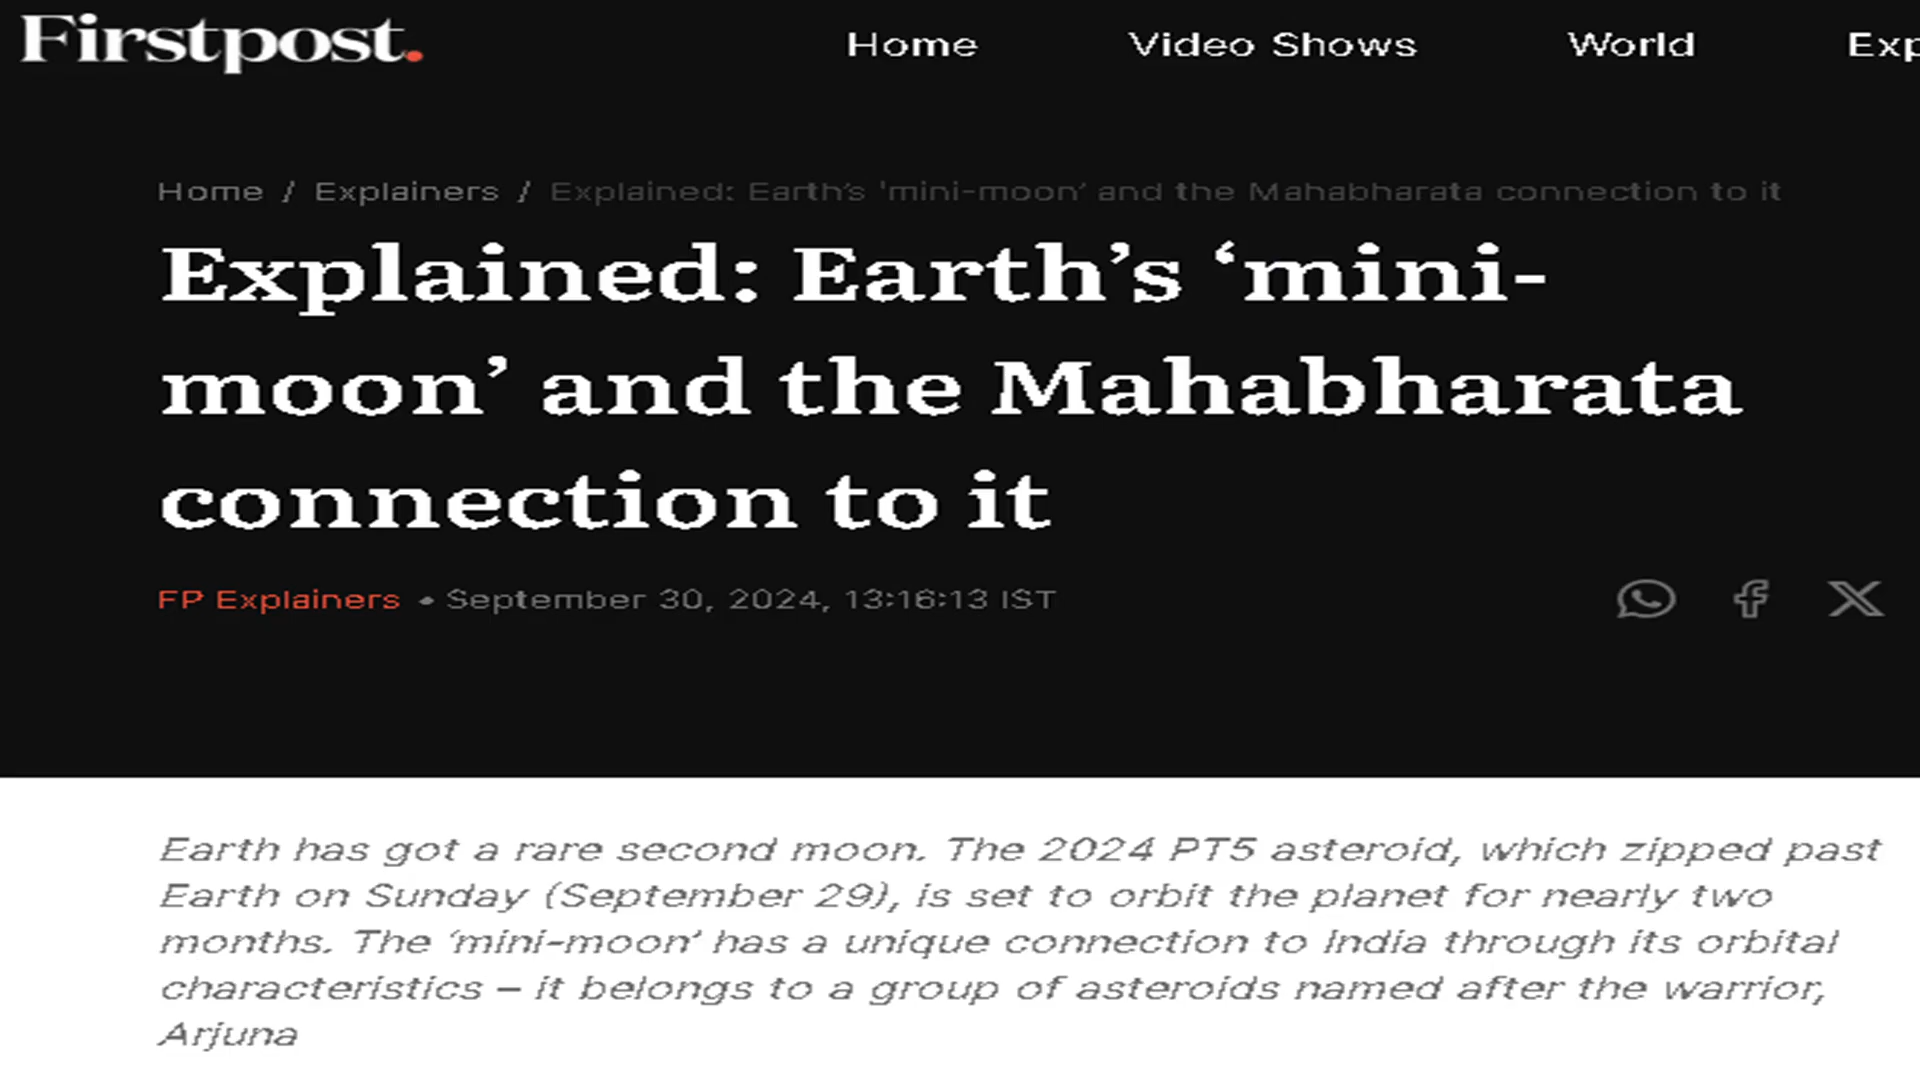 Firstpost.
Home Video Shows World Exp
Home / Explainers / Explained: Earth’s 'mini-moon’ and the Mahabharata connection to it
Explained: Earth’s ‘mini-
moon’ and the Mahabharata
connection to it
FP Explainers • September 30, 2024, 13:16:13 IST
Earth has got a rare second moon. The 2024 PT5 asteroid, which zipped past
Earth on Sunday (September 29), is set to orbit the planet for nearly two
months. The ‘mini-moon’ has a unique connection to India through its orbital
characteristics – it belongs to a group of asteroids named after the warrior,
Arjuna